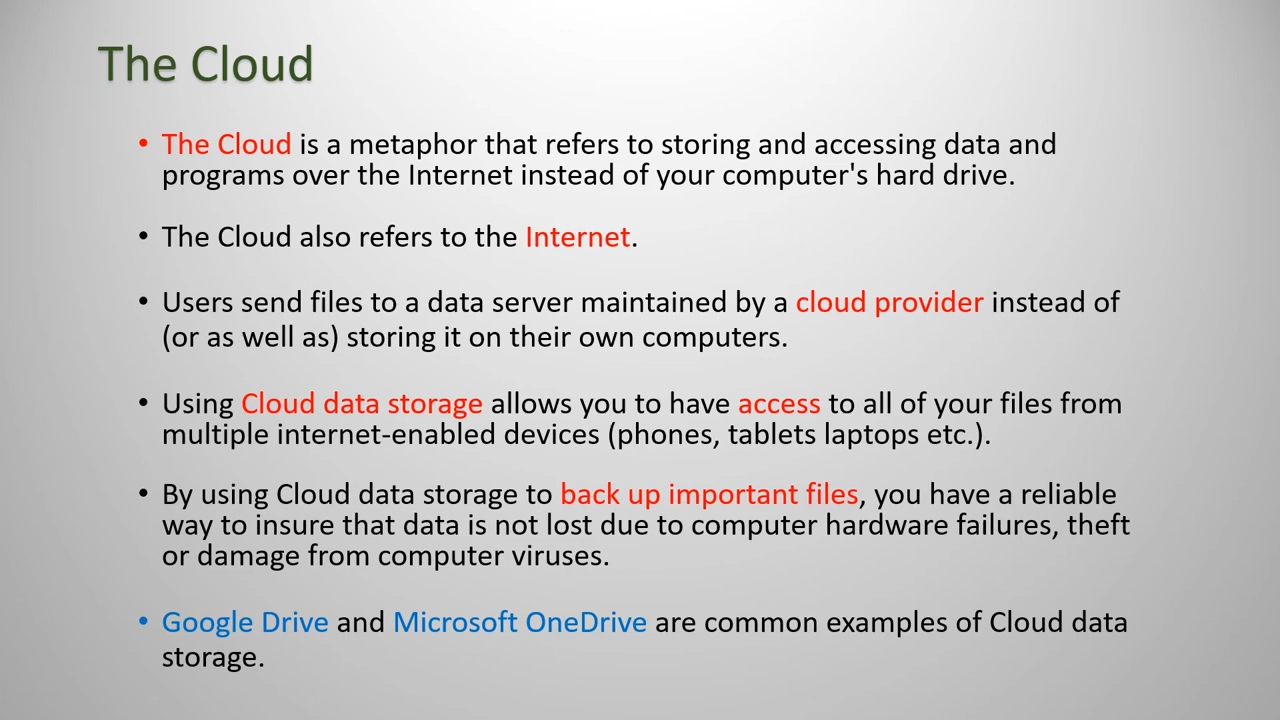 The Cloud
• The Cloud is a metaphor that refers to storing and accessing data and
programs over the Internet instead of your computer's hard drive.
• The Cloud also refers to the Internet.
• Users send files to a data server maintained by a cloud provider instead of
(or as well as) storing it on their own computers.
• Using Cloud data storage allows you to have access to all of your files from
multiple internet-enabled devices (phones, tablets laptops etc.).
• By using Cloud data storage to back up important files, you have a reliable
way to insure that data is not lost due to computer hardware failures, theft
or damage from computer viruses.
• Google Drive and Microsoft OneDrive are common examples of Cloud data
storage.